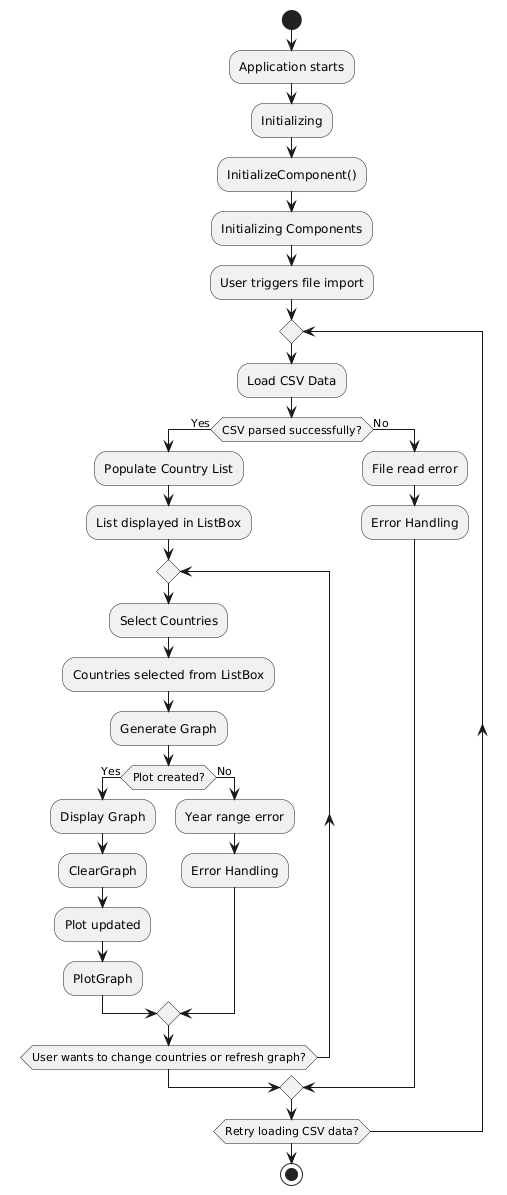 Application starts
Initializing
InitializeComponent()
Initializing Components
User triggers file import
Load CSV Data
Yes
CSV parsed successfully?
No
Populate Country List
File read error
List displayed in ListBox
Error Handling
Select Countries
Countries selected from ListBox
Generate Graph
Yes
Plot created?
No
Display Graph
Year range error
ClearGraph
Error Handling
Plot updated
PlotGraph
User wants to change countries or refresh graph?
Retry loading CSV data?